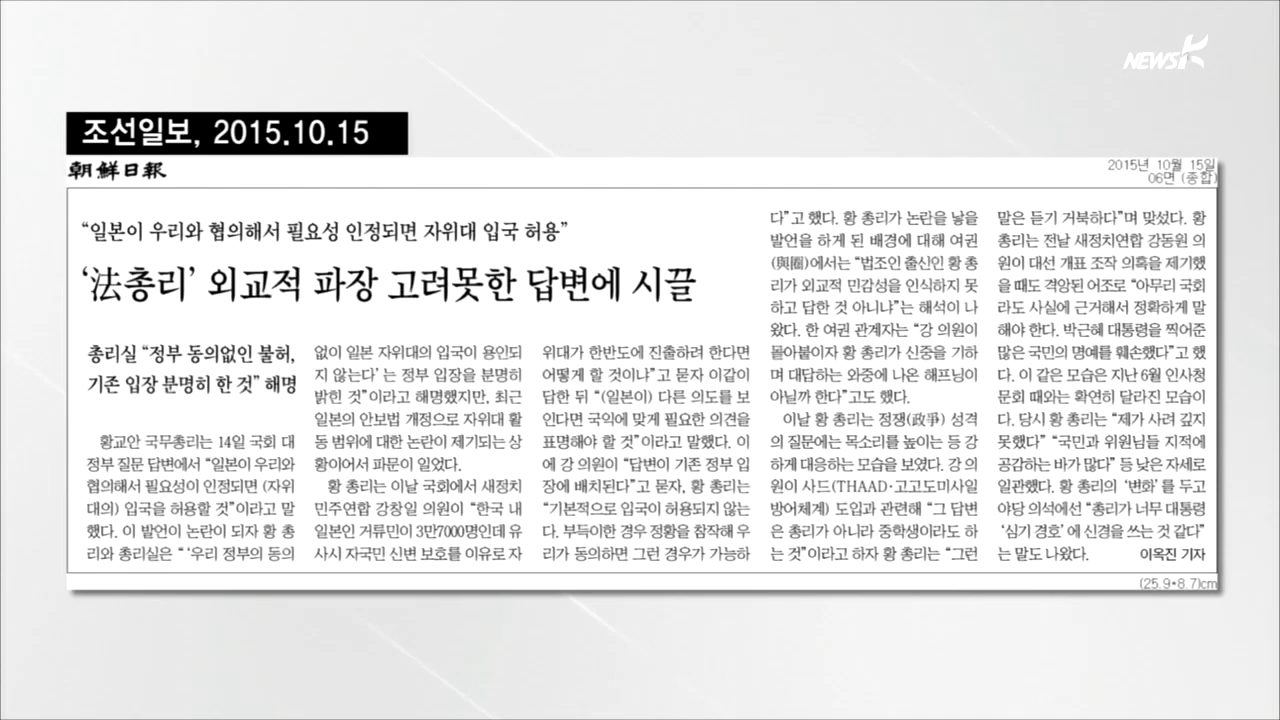 NEWSK
조선일보, 2015.10.15
朝鮮日報
2015년 10월 15일
06면 (종합)
“일본이 우리와 협의해서 필요성 인정되면 자위대 입국 허용”
‘法총리’ 외교적 파장 고려못한 답변에 시끌
총리실 “정부 동의없인 불허,
기존 입장 분명히 한 것” 해명
황교안 국무총리는 14일 국회 대
정부 질문 답변에서 “일본이 우리와
협의해서 필요성이 인정되면 (자위
대의) 입국을 허용할 것”이라고 말
했다. 이 발언이 논란이 되자 황 총
리와 총리실은 “‘우리 정부의 동의
없이 일본 자위대의 입국이 용인되
지 않는다’는 정부 입장을 분명히
밝힌 것”이라고 해명했지만, 최근
일본의 안보법 개정으로 자위대 활
동 범위에 대한 논란이 제기되는 상
황이어서 파문이 일었다.
황 총리는 이날 국회에서 새정치
민주연합 강창일 의원이 “한국 내
일본인 거류민이 3만7000명인데 유
사시 자국민 신변 보호를 이유로 자
위대가 한반도에 진출하려 한다면
어떻게 할 것이냐”고 묻자 이같이
답한 뒤 “(일본이) 다른 의도를 보
인다면 국익에 맞게 필요한 의견을
표명해야 할 것”이라고 말했다. 이
에 강 의원이 “답변이 기존 정부 입
장에 배치된다”고 묻자, 황 총리는
“기본적으로 입국이 허용되지 않는
다. 부득이한 경우 정황을 참작해 우
리가 동의하면 그런 경우가 가능하
다”고 했다. 황 총리가 논란을 낳을
발언을 하게 된 배경에 대해 여권
(與圈)에서는 “법조인 출신인 황 총
리가 외교적 민감성을 인식하지 못
하고 답한 것 아니냐”는 해석이 나
왔다. 한 여권 관계자는 “강 의원이
몰아붙이자 황 총리가 신중을 기하
며 대답하는 와중에 나온 해프닝이
아닐까 한다”고도 했다.
이날 황 총리는 정쟁(政爭) 성격
의 질문에는 목소리를 높이는 등 강
하게 대응하는 모습을 보였다. 강 의
원이 사드(THAAD·고고도미사일
방어체계) 도입과 관련해 “그 답변
은 총리가 아니라 중학생이라도 하
는 것”이라고 하자 황 총리는 “그런
말은 듣기 거북하다”며 맞섰다. 황
총리는 전날 새정치연합 강동원 의
원이 대선 개표 조작 의혹을 제기했
을 때도 격앙된 어조로 “아무리 국회
라도 사실에 근거해서 정확하게 말
해야 한다. 박근혜 대통령을 찍어준
많은 국민의 명예를 훼손했다”고 했
다. 이 같은 모습은 지난 6월 인사청
문회 때와는 확연히 달라진 모습이
다. 당시 황 총리는 “제가 사려 깊지
못했다” “국민과 위원님들 지적에
공감하는 바가 많다” 등 낮은 자세로
일관했다. 황 총리의 ‘변화’를 두고
야당 의석에선 “총리가 너무 대통령
‘심기 경호’에 신경을 쓰는 것 같다”
는 말도 나왔다. 이옥진 기자
(25.9*8.7)cm